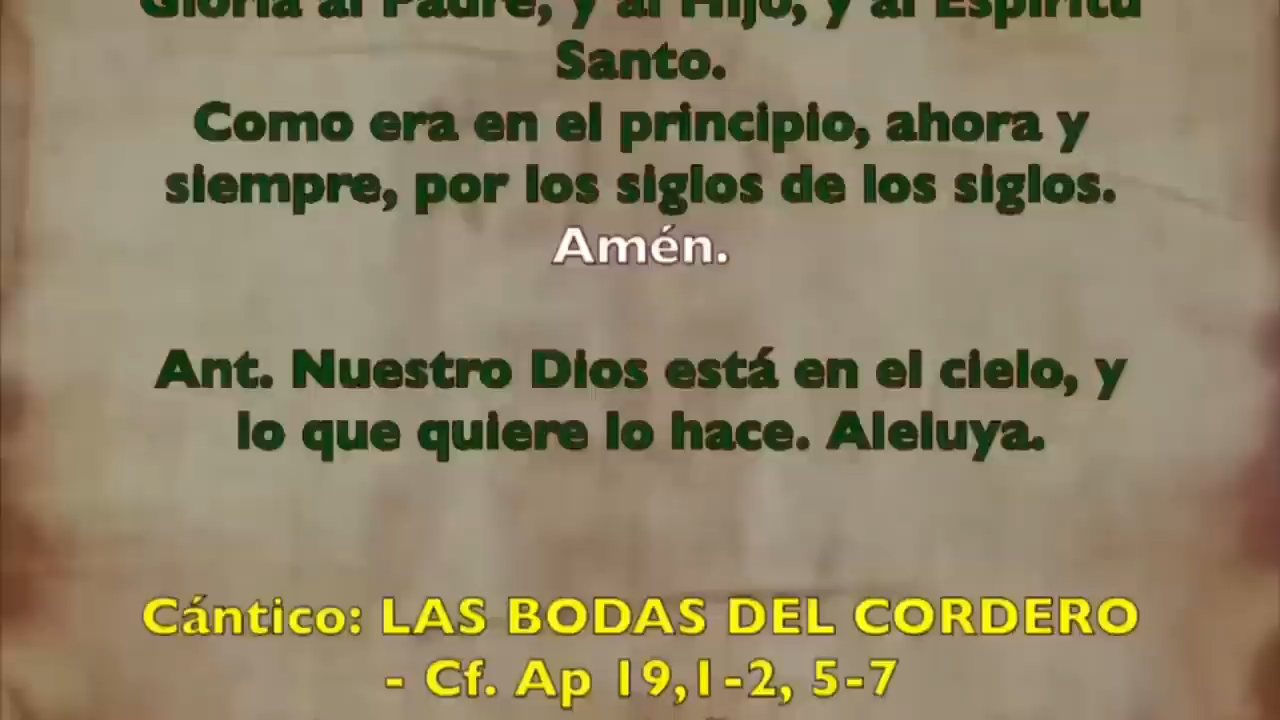 Gloria al Padre, y al Hijo, y al Espíritu
Santo.
Como era en el principio, ahora y
siempre, por los siglos de los siglos.
Amén.
Ant. Nuestro Dios está en el cielo, y
lo que quiere lo hace. Aleluya.
Cántico: LAS BODAS DEL CORDERO
- Cf. Ap 19,1-2, 5-7